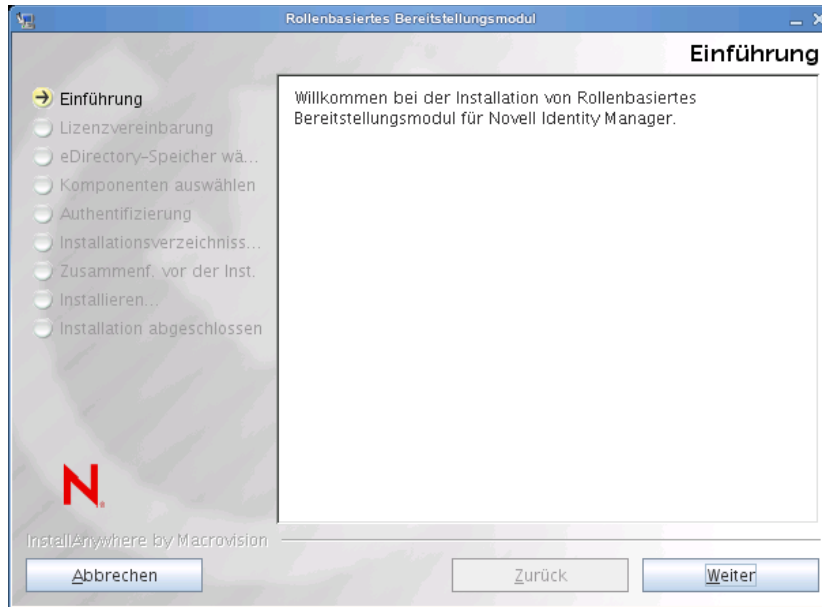 Rollenbasiertes Bereitstellungsmodul
Einführung
Einführung
Lizenzvereinbarung
eDirectory-Speicher wä...
Komponenten auswählen
Authentifizierung
Installationsverzeichniss...
Zusammenf. vor der Inst.
Installieren...
Installation abgeschlossen
Willkommen bei der Installation von Rollenbasiertes
Bereitstellungsmodul für Novell Identity Manager.
N
InstallAnywhere by Macrovision
Abbrechen
Zurück
Weiter